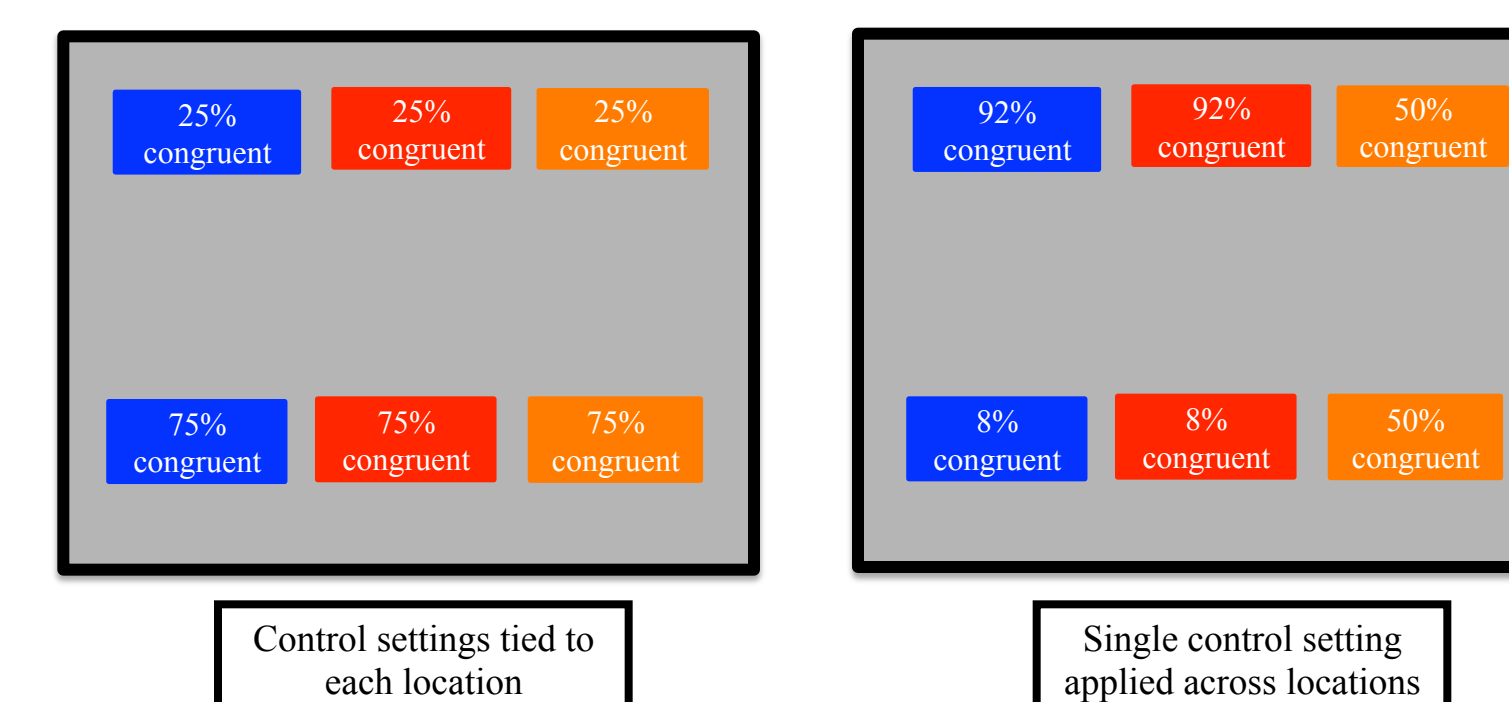 25%
congruent
25%
congruent
25%
congruent
75%
congruent
75%
congruent
75%
congruent
Control settings tied to
each location
92%
congruent
92%
congruent
50%
congruent
8%
congruent
8%
congruent
50%
congruent
Single control setting
applied across locations